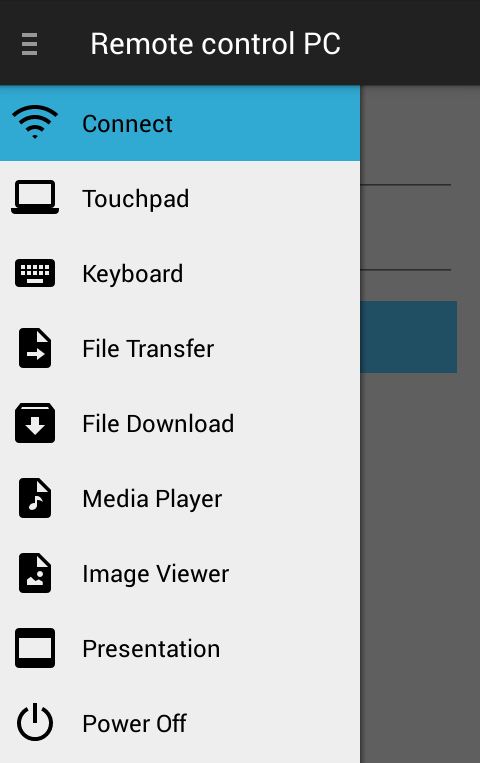 Remote control PC
Connect
Touchpad
Keyboard
File Transfer
File Download
Media Player
Image Viewer
Presentation
Power Off